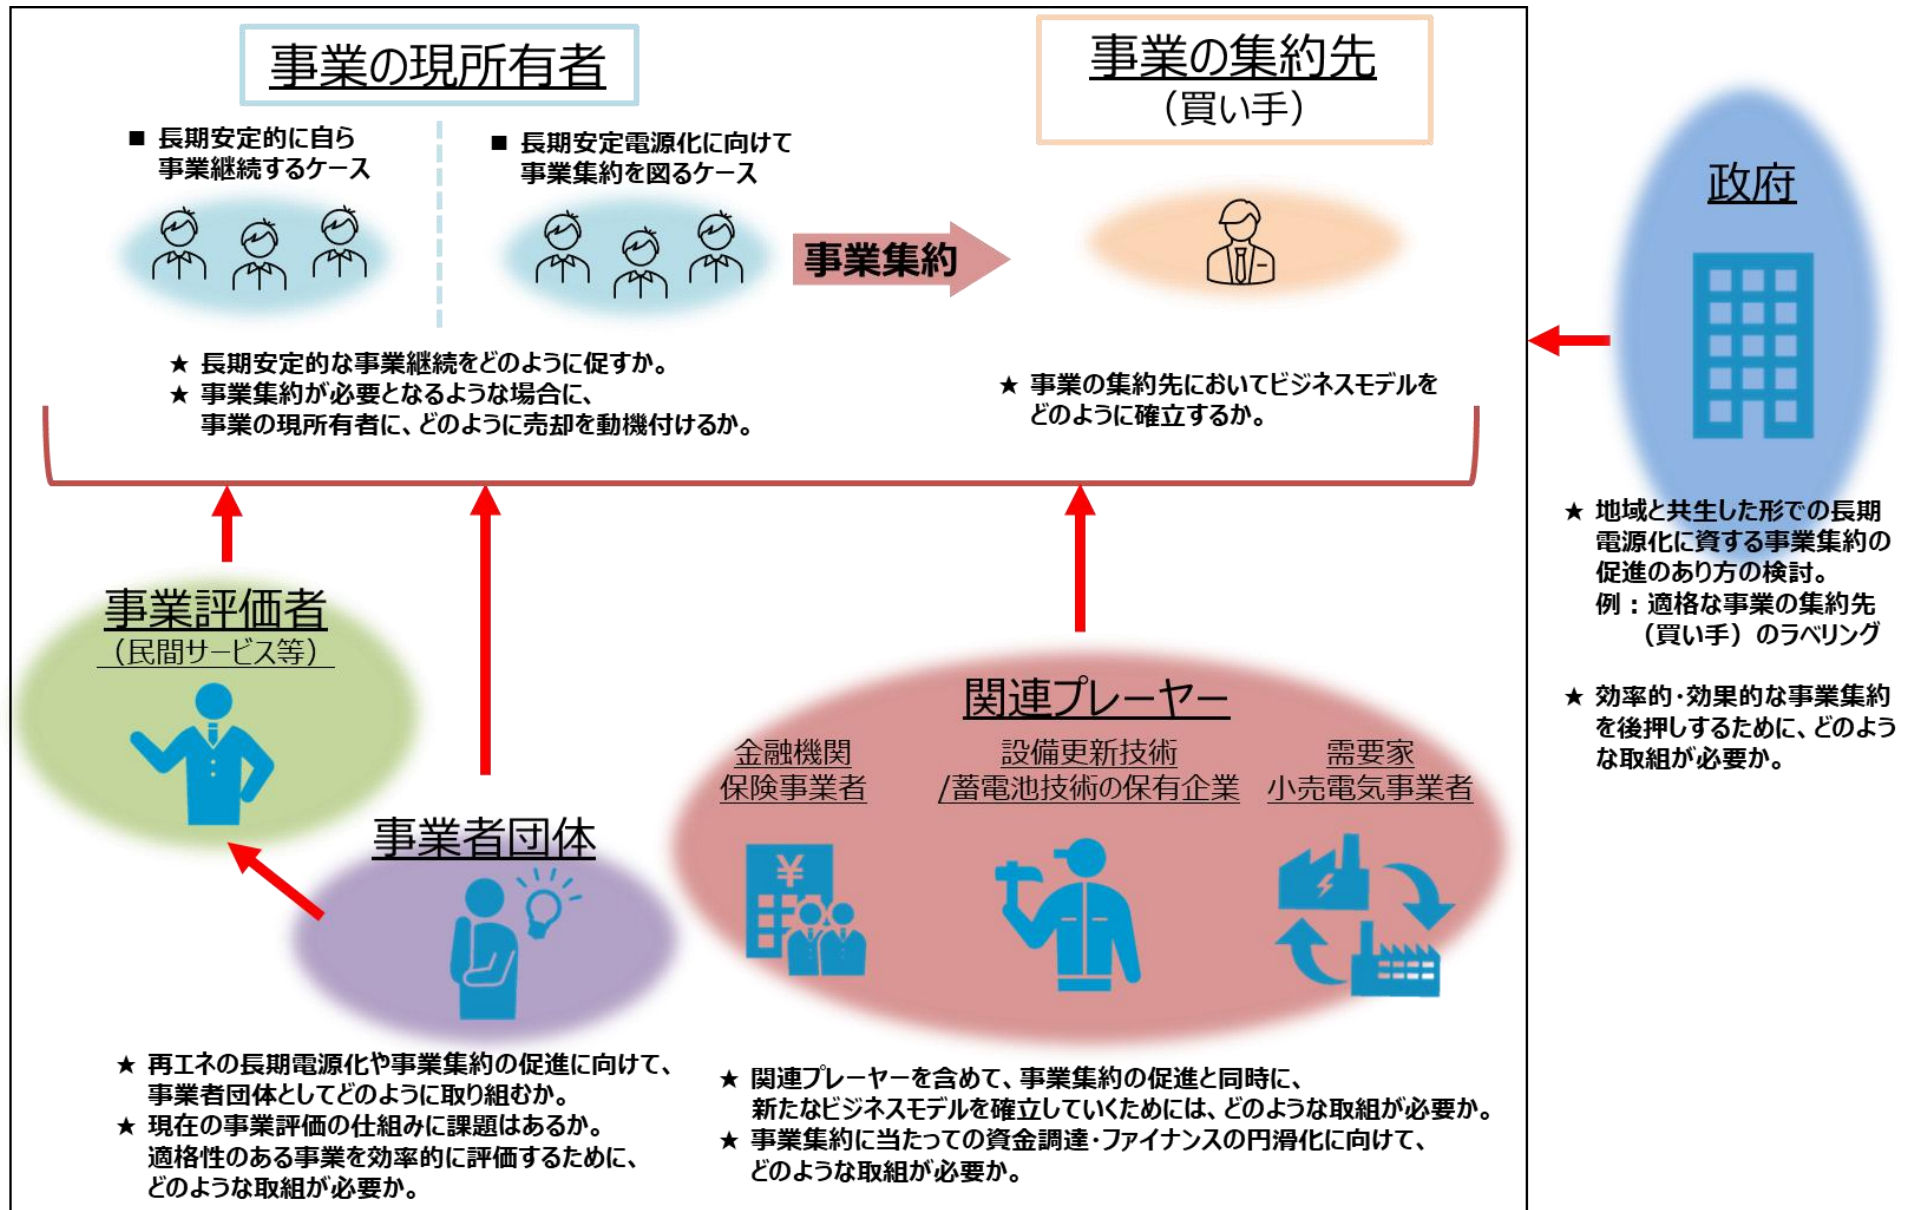 事業の現所有者
■ 長期安定的に自ら
事業継続するケース
■ 長期安定電源化に向けて
事業集約を図るケース
事業集約
事業の集約先
（買い手）
★ 長期安定的な事業継続をどのように促すか。
★ 事業集約が必要となるような場合に、
事業の現所有者に、どのように売却を動機付けるか。
★ 事業の集約先においてビジネスモデルを
どのように確立するか。
政府
★ 地域と共生した形での長期
電源化に資する事業集約の
促進のあり方の検討。
例：適格な事業の集約先
（買い手）のラベリング
★ 効率的・効果的な事業集約
を後押しするために、どのよう
な取組が必要か。
事業評価者
（民間サービス等）
事業者団体
関連プレーヤー
金融機関
保険事業者
設備更新技術
/蓄電池技術の保有企業
需要家
小売電気事業者
¥
★ 再エネの長期電源化や事業集約の促進に向けて、
事業者団体としてどのように取り組むか。
★ 現在の事業評価の仕組みに課題はあるか。
適格性のある事業を効率的に評価するために、
どのような取組が必要か。
★ 関連プレーヤーを含めて、事業集約の促進と同時に、
新たなビジネスモデルを確立していくためには、どのような取組が必要か。
★ 事業集約に当たっての資金調達・ファイナンスの円滑化に向けて、
どのような取組が必要か。